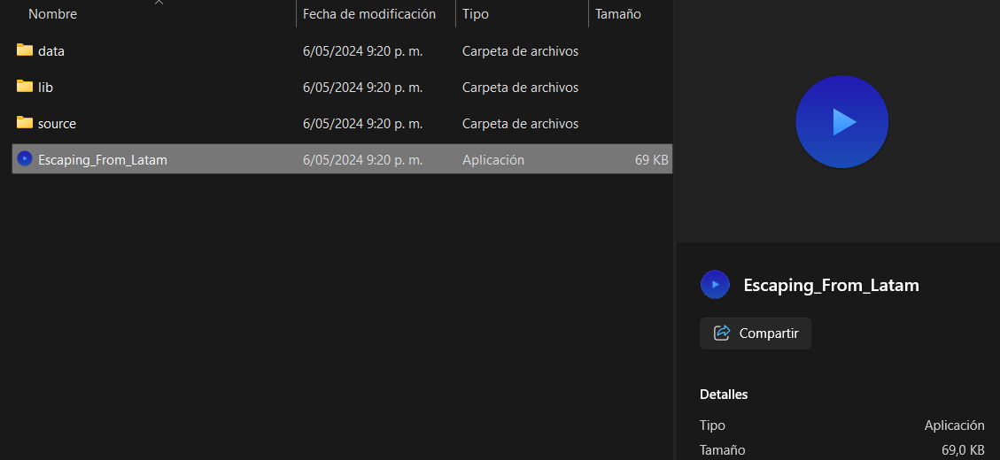 Nombre Fecha de modificación Tipo Tamaño
data 6/05/2024 9:20 p. m. Carpeta de archivos
lib 6/05/2024 9:20 p. m. Carpeta de archivos
source 6/05/2024 9:20 p. m. Carpeta de archivos
Escaping_From_Latam 6/05/2024 9:20 p. m. Aplicación 69 KB
Escaping_From_Latam
Compartir
Detalles
Tipo Aplicación
Tamaño 69,0 KB